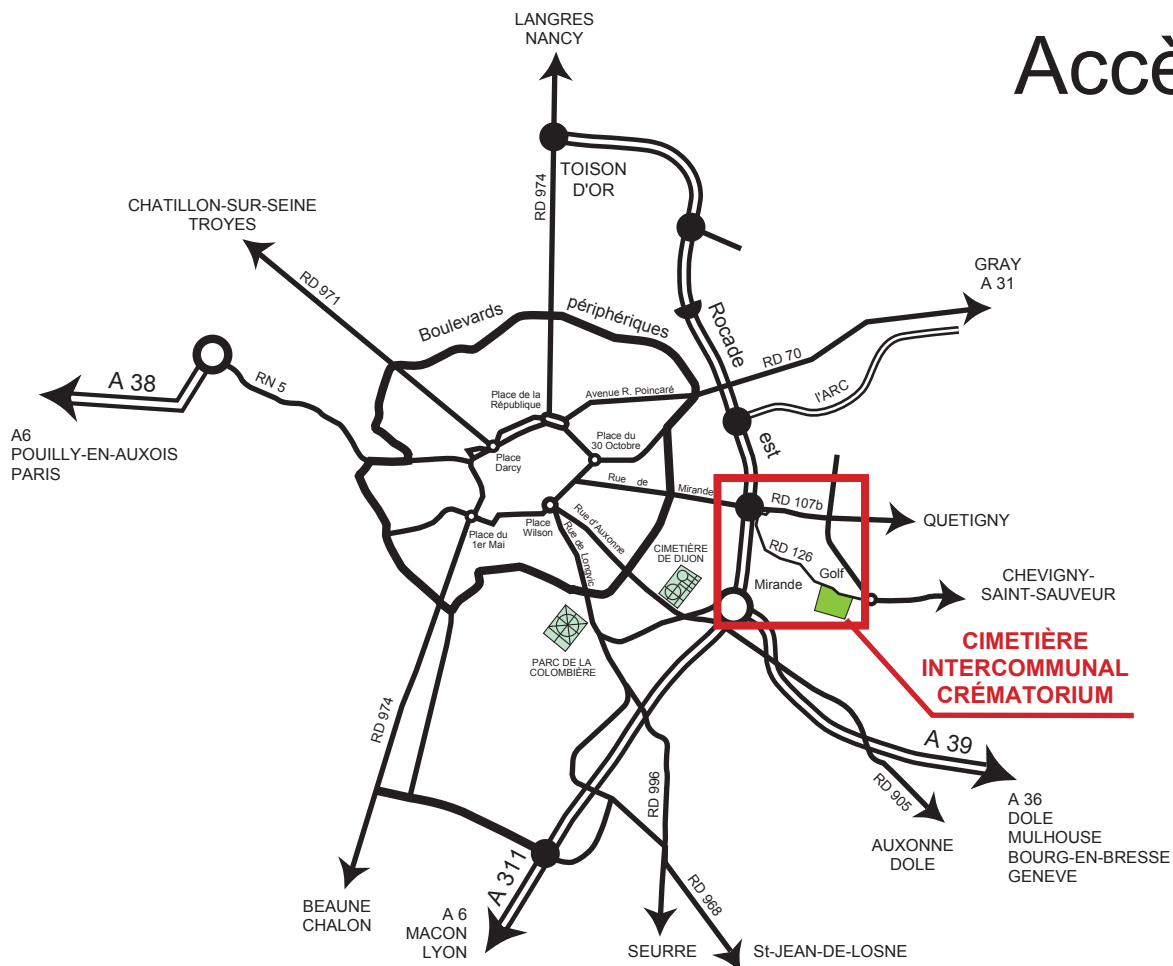 LANGRES
NANCY
Accè
TOISON
D'OR
RD 974
CHATILLON-SUR-SEINE
TROYES
RD 971
GRAY
A 31
Boulevards périphériques
Rocade est
RD 70
l'ARC
A 38
RN 5
A6
POUILLY-EN-AUXOIS
PARIS
Place de la
République
Avenue R. Poincaré
Place du
30 Octobre
Place
Darcy
Rue de Mirande
RD 107b
QUETIGNY
Place du
1er Mai
Place
Wilson
Rue d'Auxonne
Rue de Longvic
CIMETIÈRE
DE DIJON
RD 126
Golf
Mirande
CHEVIGNY-
SAINT-SAUVEUR
PARC DE LA
COLOMBIÈRE
CIMETIÈRE
INTERCOMMUNAL
CRÉMATORIUM
RD 974
A 39
RD 996
RD 905
A 36
DOLE
MULHOUSE
BOURG-EN-BRESSE
GENEVE
AUXONNE
DOLE
A 311
RD 968
BEAUNE
CHALON
A 6
MACON
LYON
SEURRE
St-JEAN-DE-LOSNE